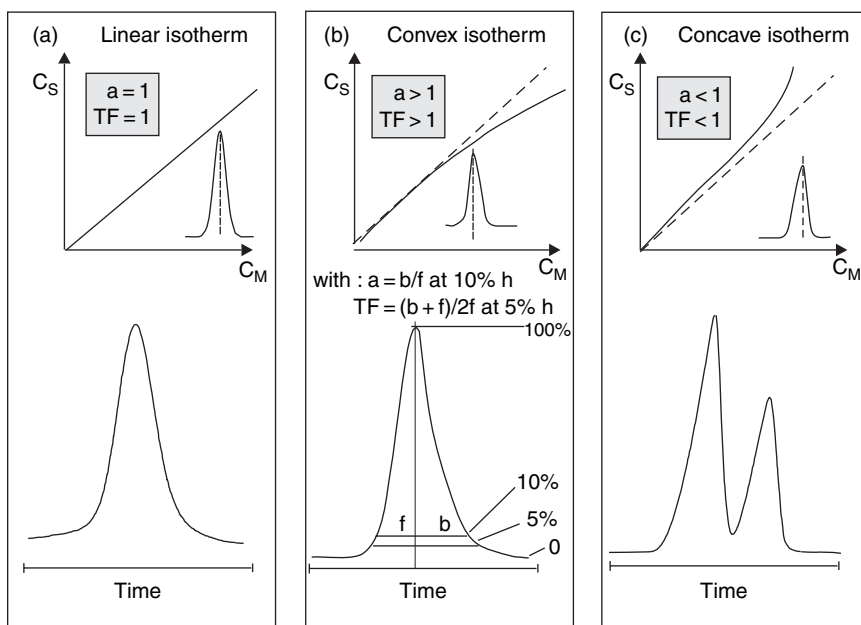 (a) Linear isotherm
C_S
a = 1
TF = 1
C_M
Time
(b) Convex isotherm
C_S
a > 1
TF > 1
C_M
with : a = b/f at 10% h
TF = (b + f)/2f at 5% h
100%
10%
f b
5%
0
Time
(c) Concave isotherm
C_S
a < 1
TF < 1
C_M
Time